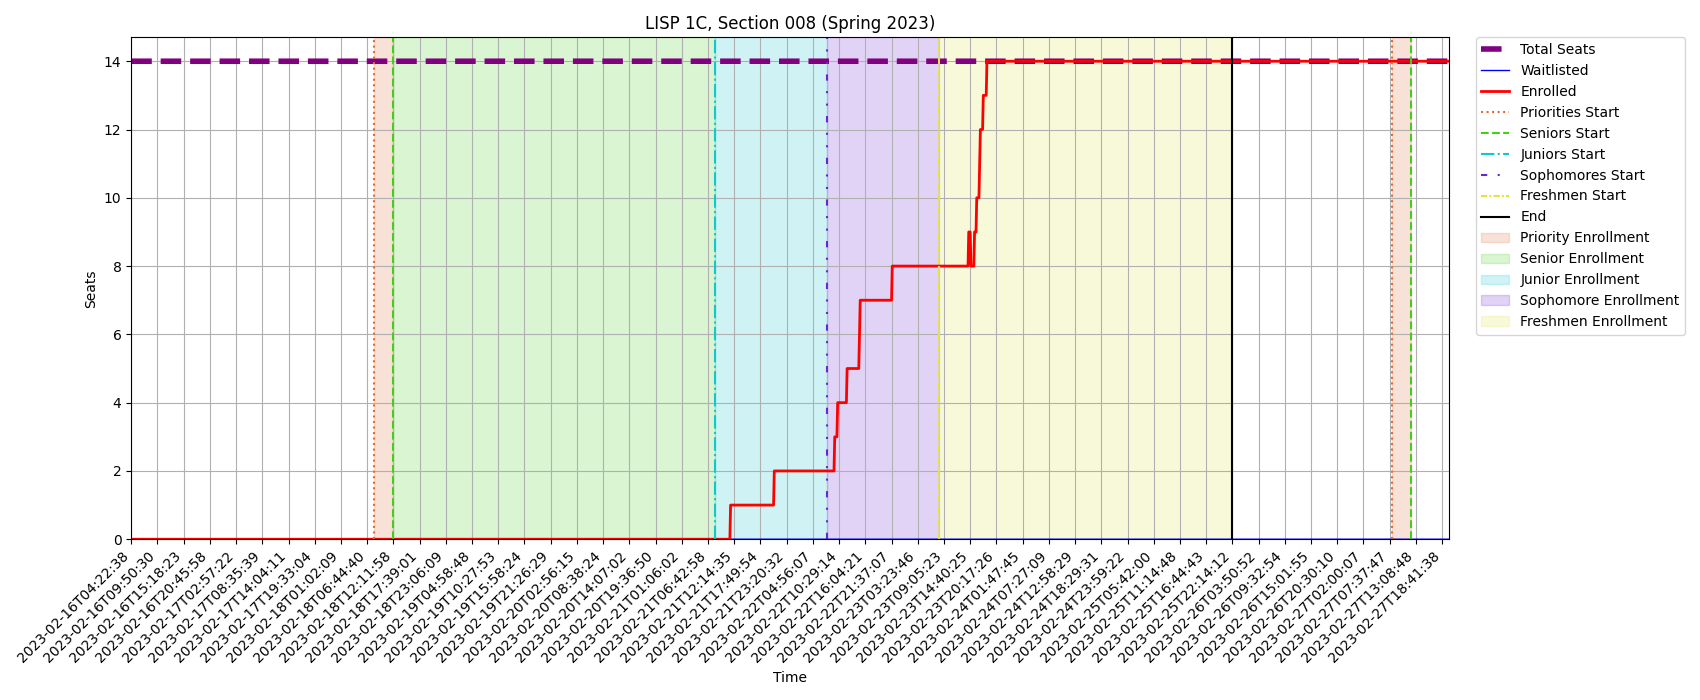 LISP 1C, Section 008 (Spring 2023)
Seats
14
12
10
8
6
4
2
0
2023-02-16T04:22:38
2023-02-16T09:50:30
2023-02-16T15:18:23
2023-02-16T20:45:58
2023-02-17T02:57:22
2023-02-17T08:35:39
2023-02-17T14:04:11
2023-02-17T19:33:04
2023-02-18T01:02:09
2023-02-18T06:44:40
2023-02-18T12:11:58
2023-02-18T17:39:01
2023-02-18T23:06:09
2023-02-19T04:58:48
2023-02-19T10:27:53
2023-02-19T15:58:24
2023-02-19T21:26:29
2023-02-20T02:56:15
2023-02-20T08:38:24
2023-02-20T14:07:02
2023-02-20T19:36:50
2023-02-21T01:06:02
2023-02-21T06:42:58
2023-02-21T12:14:35
2023-02-21T17:49:54
2023-02-21T23:20:32
2023-02-22T04:56:07
2023-02-22T10:29:14
2023-02-22T16:04:21
2023-02-22T21:37:07
2023-02-23T03:23:46
2023-02-23T09:05:23
2023-02-23T14:40:25
2023-02-23T20:17:26
2023-02-24T01:47:45
2023-02-24T07:27:09
2023-02-24T12:58:29
2023-02-24T18:29:31
2023-02-24T23:59:22
2023-02-25T05:42:00
2023-02-25T11:14:48
2023-02-25T16:44:43
2023-02-25T22:14:12
2023-02-26T03:50:52
2023-02-26T09:32:54
2023-02-26T15:01:55
2023-02-26T20:30:10
2023-02-27T02:00:07
2023-02-27T07:37:47
2023-02-27T13:08:48
2023-02-27T18:41:38
Time
Total Seats
Waitlisted
Enrolled
Priorities Start
Seniors Start
Juniors Start
Sophomores Start
Freshmen Start
End
Priority Enrollment
Senior Enrollment
Junior Enrollment
Sophomore Enrollment
Freshmen Enrollment